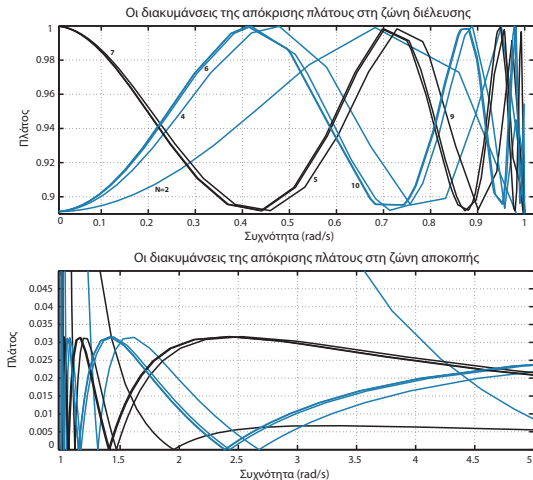 Οι διακυμάνσεις της απόκρισης πλάτους στη ζώνη διέλευσης
Πλάτος
1
0.98
0.96
0.94
0.92
0.9
7
6
4
N=2
5
10
9
0 0.1 0.2 0.3 0.4 0.5 0.6 0.7 0.8 0.9 1
Συχνότητα (rad/s)
Οι διακυμάνσεις της απόκρισης πλάτους στη ζώνη αποκοπής
Πλάτος
0.045
0.04
0.035
0.03
0.025
0.02
0.015
0.01
0.005
0
1 1.5 2 2.5 3 3.5 4 4.5 5
Συχνότητα (rad/s)